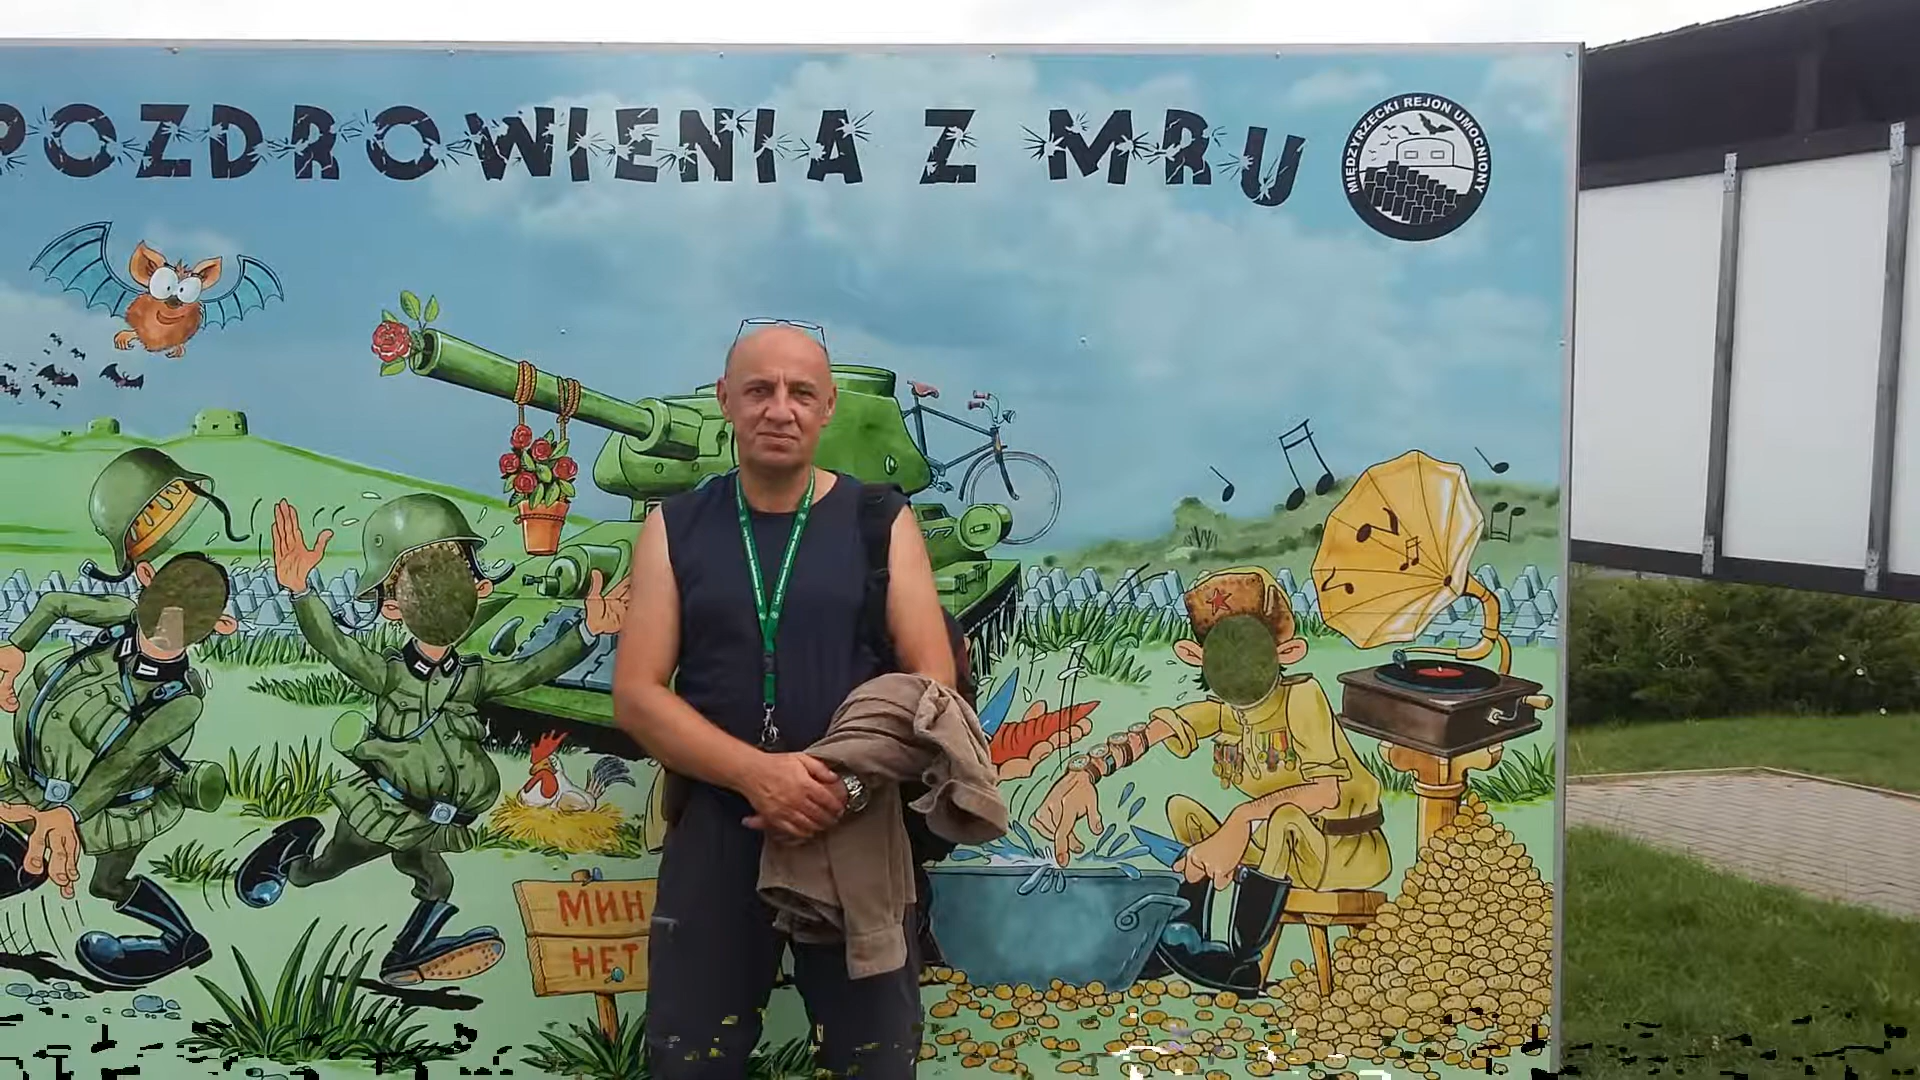 POZDROWIENIA Z MRU
MIĘDZYRZECKI REJON UMOCNIONY
МИН
НЕТ